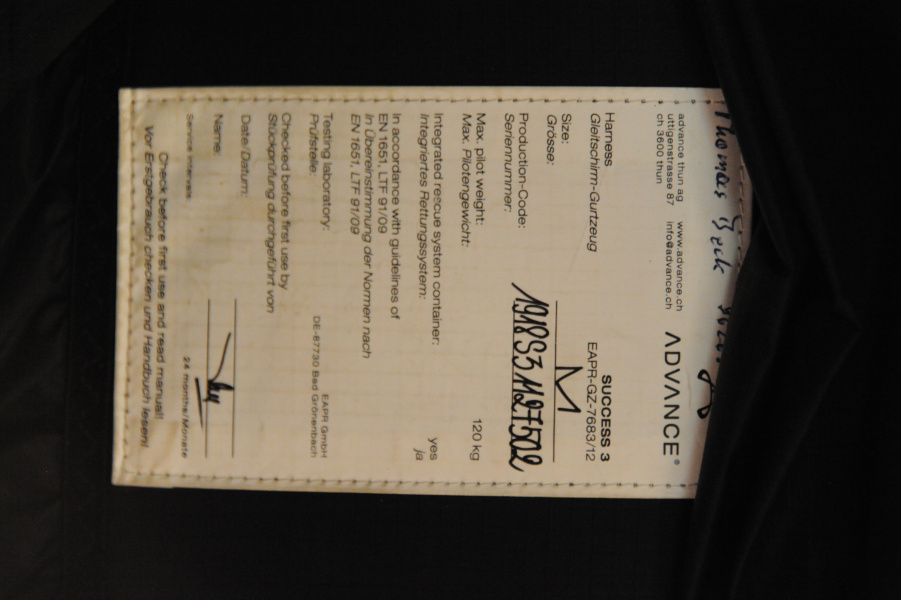 Thomas Beck
advance thun ag www.advance.ch
uttigenstrasse 87 info@advance.ch
ch 3600 thun
ADVANCE®
Harness SUCCESS 3
Gleitschirm-Gurtzeug EAPR-GZ-7683/12
Size: M
Grösse:
Production-Code: 1918S3M27502
Seriennummer:
Max. pilot weight: 120 kg
Max. Pilotengewicht:
Integrated rescue system container: yes
Integriertes Rettungssystem: ja
In accordance with guidelines of
EN 1651, LTF 91/09
In Übereinstimmung der Normen nach
EN 1651, LTF 91/09
Testing laboratory: EAPR GmbH
Prüfstelle: DE-87730 Bad Grönenbach
Checked before first use by
Stückprüfung durchgeführt von
Date/Datum:
Name:
Service intervals: 24 months/Monate
Check before first use and read manual!
Vor Erstgebrauch checken und Handbuch lesen!